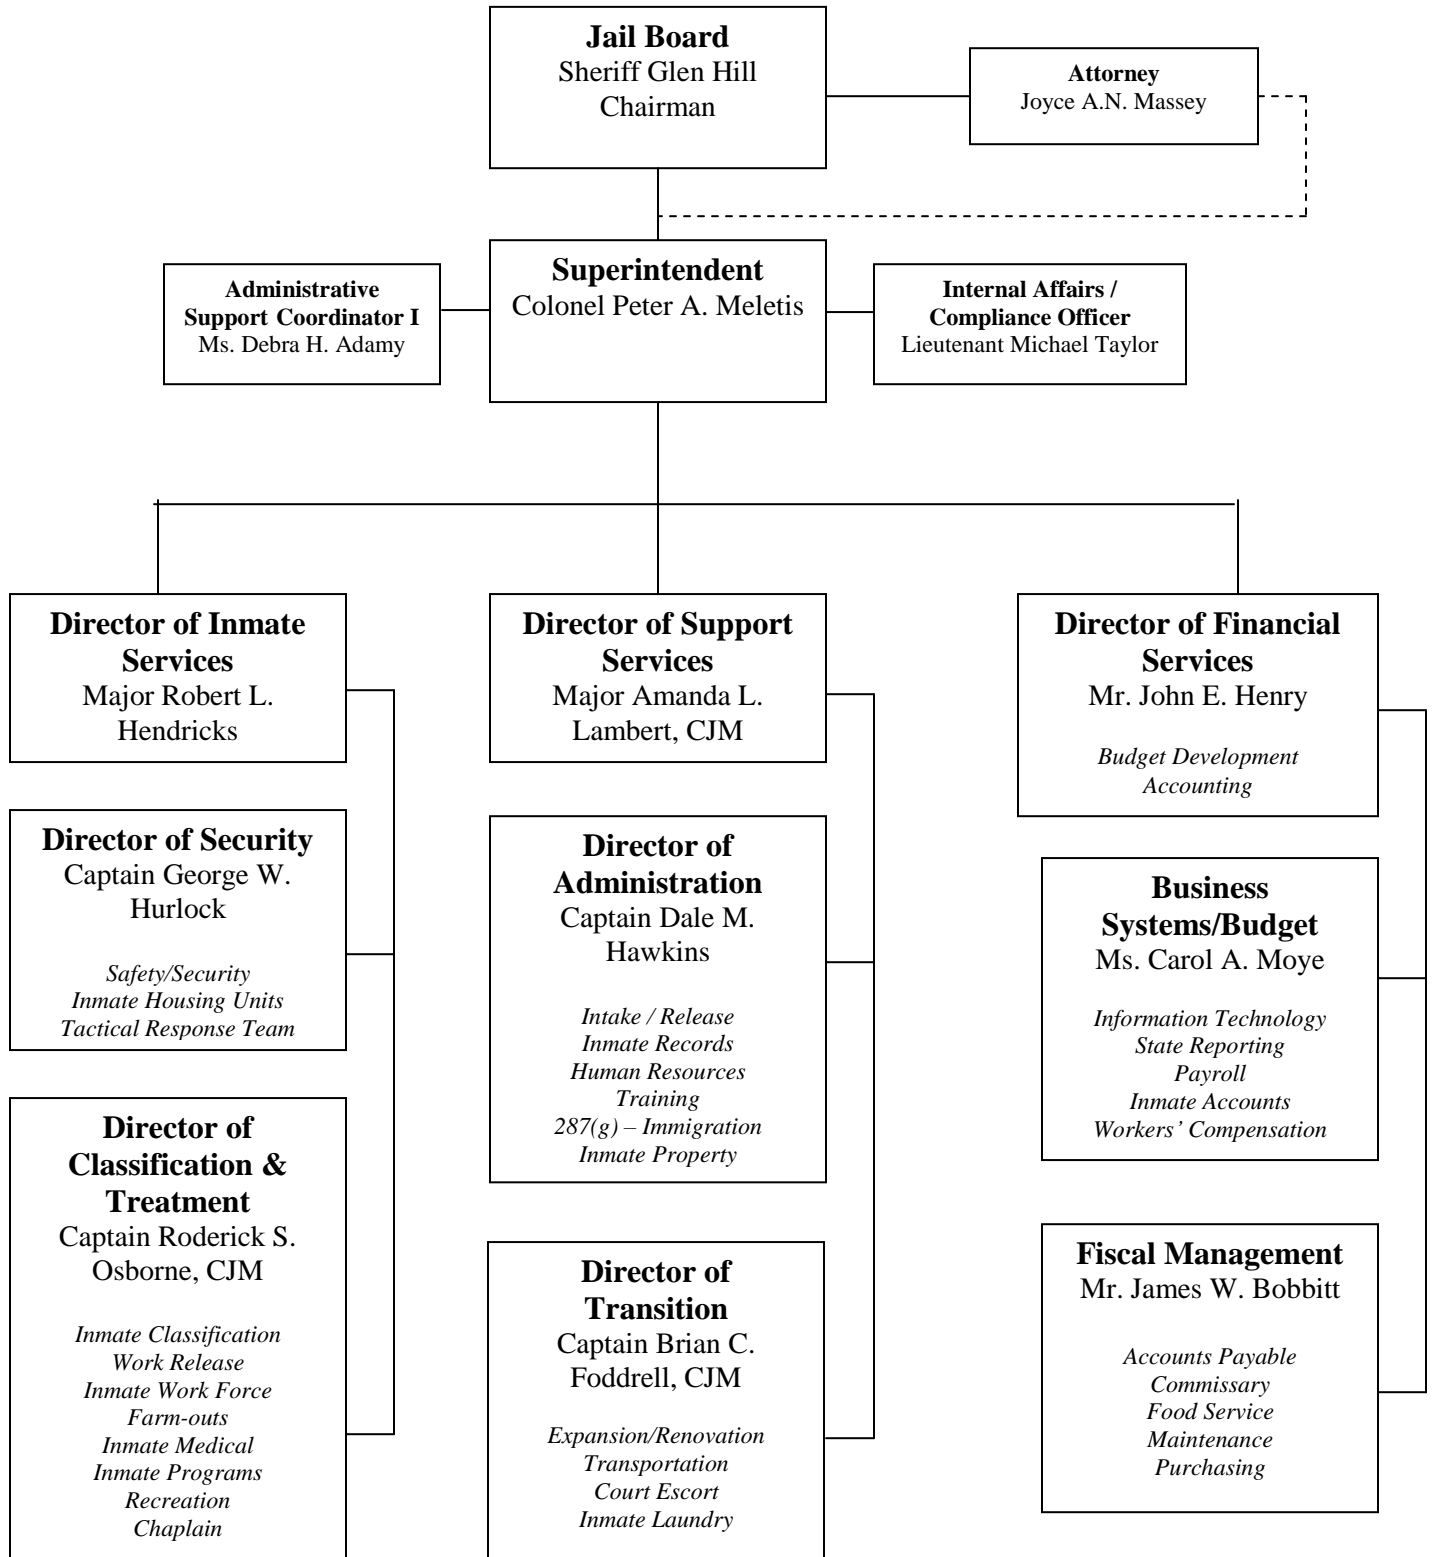 Jail Board
Sheriff Glen Hill
Chairman
Attorney
Joyce A.N. Massey
Superintendent
Colonel Peter A. Meletis
Administrative
Support Coordinator I
Ms. Debra H. Adamy
Internal Affairs /
Compliance Officer
Lieutenant Michael Taylor
Director of Inmate
Services
Major Robert L.
Hendricks
Director of Security
Captain George W.
Hurlock
Safety/Security
Inmate Housing Units
Tactical Response Team
Director of
Classification &
Treatment
Captain Roderick S.
Osborne, CJM
Inmate Classification
Work Release
Inmate Work Force
Farm-outs
Inmate Medical
Inmate Programs
Recreation
Chaplain
Director of Support
Services
Major Amanda L.
Lambert, CJM
Director of
Administration
Captain Dale M.
Hawkins
Intake / Release
Inmate Records
Human Resources
Training
287(g) – Immigration
Inmate Property
Director of
Transition
Captain Brian C.
Foddrell, CJM
Expansion/Renovation
Transportation
Court Escort
Inmate Laundry
Director of Financial
Services
Mr. John E. Henry
Budget Development
Accounting
Business
Systems/Budget
Ms. Carol A. Moye
Information Technology
State Reporting
Payroll
Inmate Accounts
Workers’ Compensation
Fiscal Management
Mr. James W. Bobbitt
Accounts Payable
Commissary
Food Service
Maintenance
Purchasing